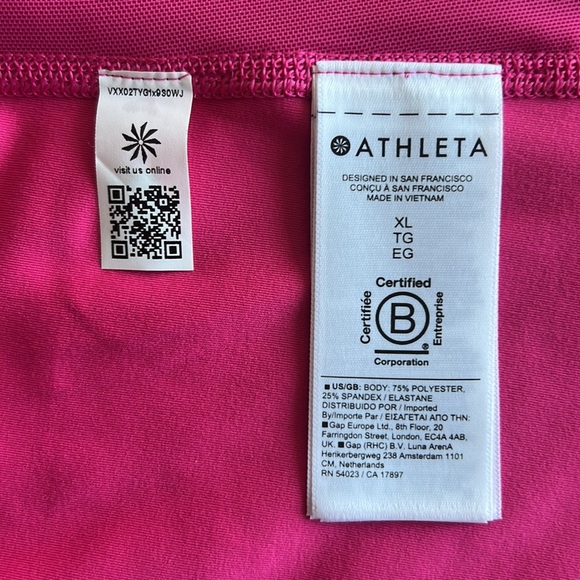 VXX02TYG1x9S0WJ
visit us online
ATHLETA
DESIGNED IN SAN FRANCISCO
CONÇU À SAN FRANCISCO
MADE IN VIETNAM
XL
TG
EG
Certified
Certifiée
B
®
Entreprise
Corporation
■ US/GB: BODY: 75% POLYESTER,
25% SPANDEX / ELASTANE
DISTRIBUIDO POR / Imported
By/Importe Par / ΕΙΣΑΓΕΤΑΙ ΑΠΟ ΤΗΝ:
■ Gap Europe Ltd., 8th Floor, 20
Farringdon Street, London, EC4A 4AB,
UK. ■ Gap (RHC) B.V. Luna ArenA
Herikerbergweg 238 Amsterdam 1101
CM, Netherlands
RN 54023 / CA 17897